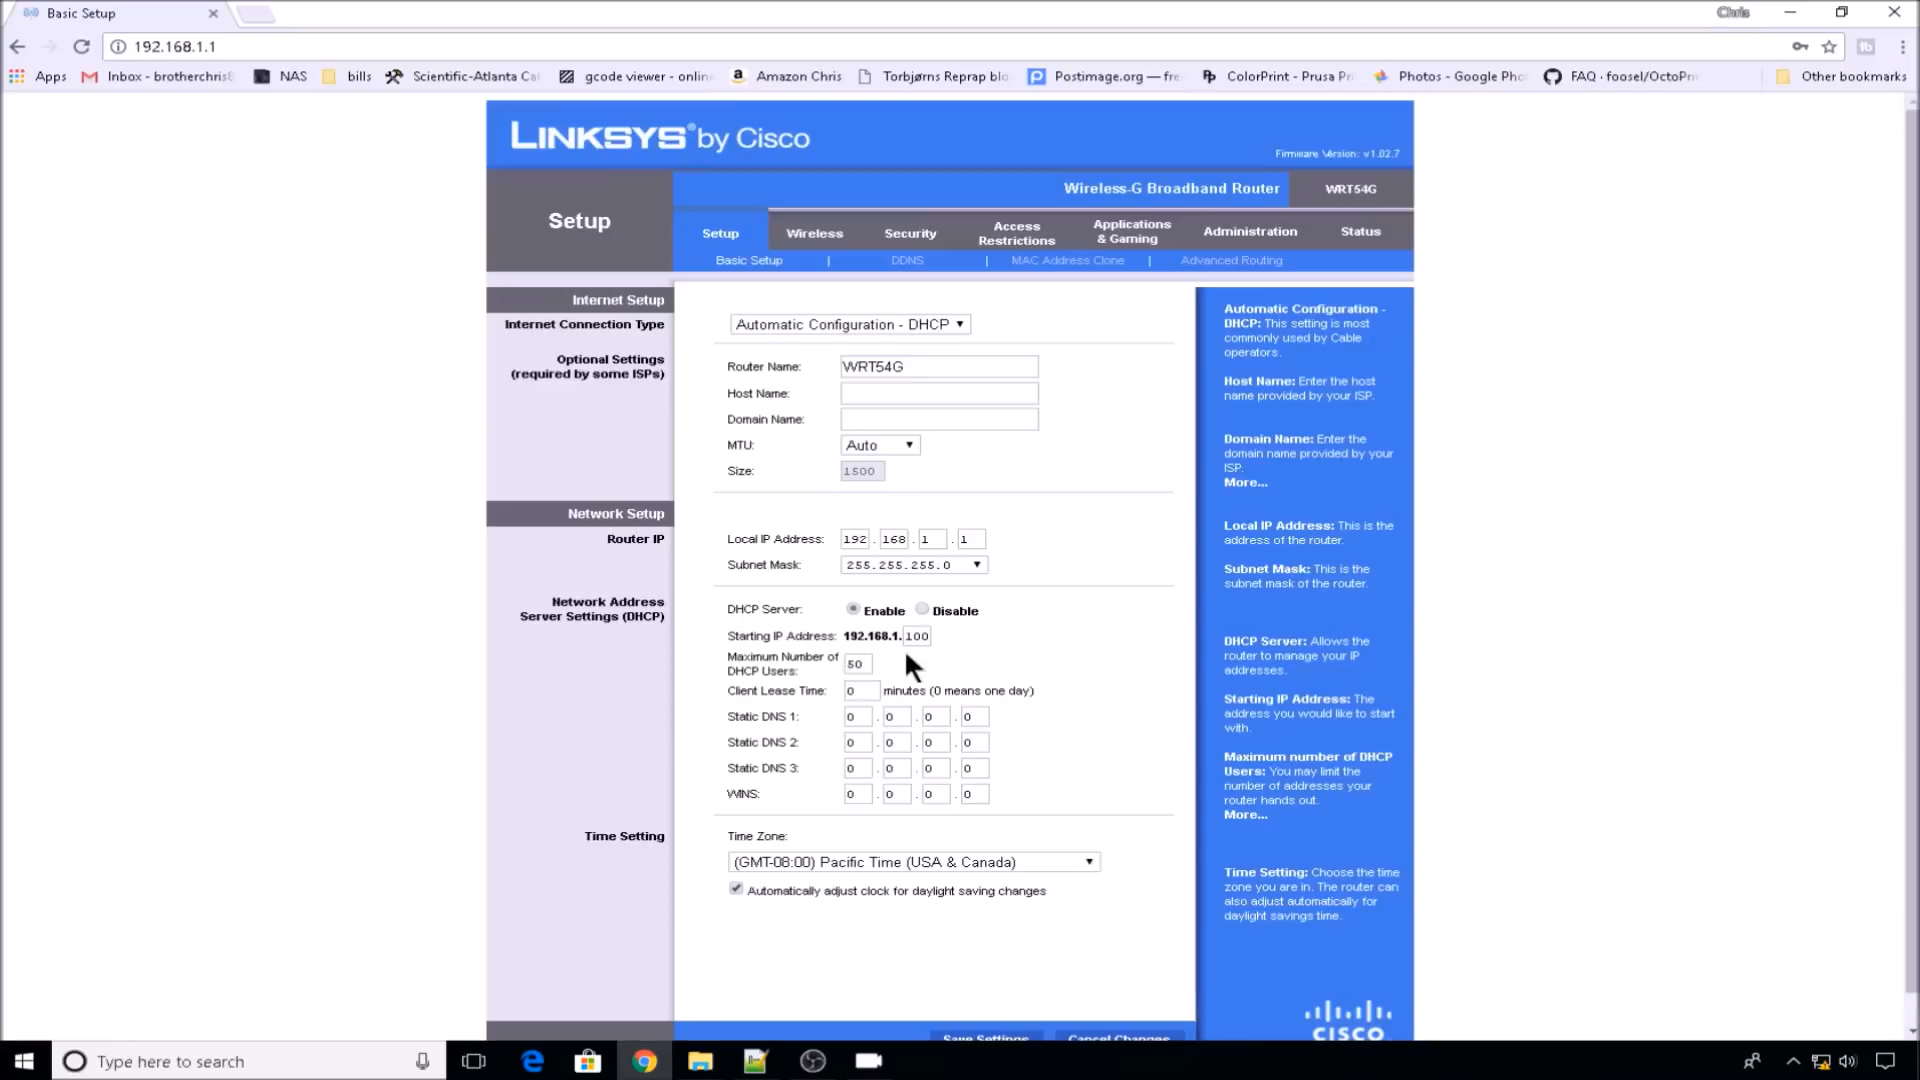 Basic Setup
Chris
192.168.1.1
Apps
Inbox - brotherchris8
NAS
bills
Scientific-Atlanta Ca
gcode viewer - online
Amazon Chris
Torbjørns Reprap blo
Postimage.org — fre
ColorPrint - Prusa Pr
Photos - Google Pho
FAQ · foosel/OctoPr
Other bookmarks
LINKSYS® by Cisco
Firmware Version: v1.02.7
Wireless-G Broadband Router
WRT54G
Setup
Setup
Wireless
Security
Access Restrictions
Applications & Gaming
Administration
Status
Basic Setup | DDNS | MAC Address Clone | Advanced Routing
Internet Setup
Internet Connection Type
Automatic Configuration - DHCP
Optional Settings
(required by some ISPs)
Router Name: WRT54G
Host Name:
Domain Name:
MTU: Auto
Size: 1500
Network Setup
Router IP
Local IP Address: 192 . 168 . 1 . 1
Subnet Mask: 255.255.255.0
Network Address
Server Settings (DHCP)
DHCP Server: Enable Disable
Starting IP Address: 192.168.1. 100
Maximum Number of
DHCP Users: 50
Client Lease Time: 0 minutes (0 means one day)
Static DNS 1: 0 . 0 . 0 . 0
Static DNS 2: 0 . 0 . 0 . 0
Static DNS 3: 0 . 0 . 0 . 0
WINS: 0 . 0 . 0 . 0
Time Setting
Time Zone:
(GMT-08:00) Pacific Time (USA & Canada)
Automatically adjust clock for daylight saving changes
Automatic Configuration -
DHCP: This setting is most
commonly used by Cable
operators.
Host Name: Enter the host
name provided by your ISP.
Domain Name: Enter the
domain name provided by your
ISP.
More...
Local IP Address: This is the
address of the router.
Subnet Mask: This is the
subnet mask of the router.
DHCP Server: Allows the
router to manage your IP
addresses.
Starting IP Address: The
address you would like to start
with.
Maximum number of DHCP
Users: You may limit the
number of addresses your
router hands out.
More...
Time Setting: Choose the time
zone you are in. The router can
also adjust automatically for
daylight savings time.
Save Settings
Cancel Changes
CISCO
Type here to search